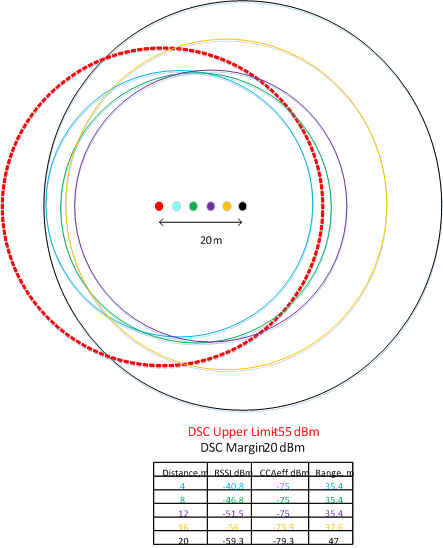 20 m
DSC Upper Limit-55 dBm
DSC Margin20 dBm
Distance,m RSSI dBm CCAeff dBm Range, m
4 -40.8 -75 35.4
8 -46.8 -75 35.4
12 -51.5 -75 35.4
16 -56 -75.9 37.6
20 -59.3 -79.3 47